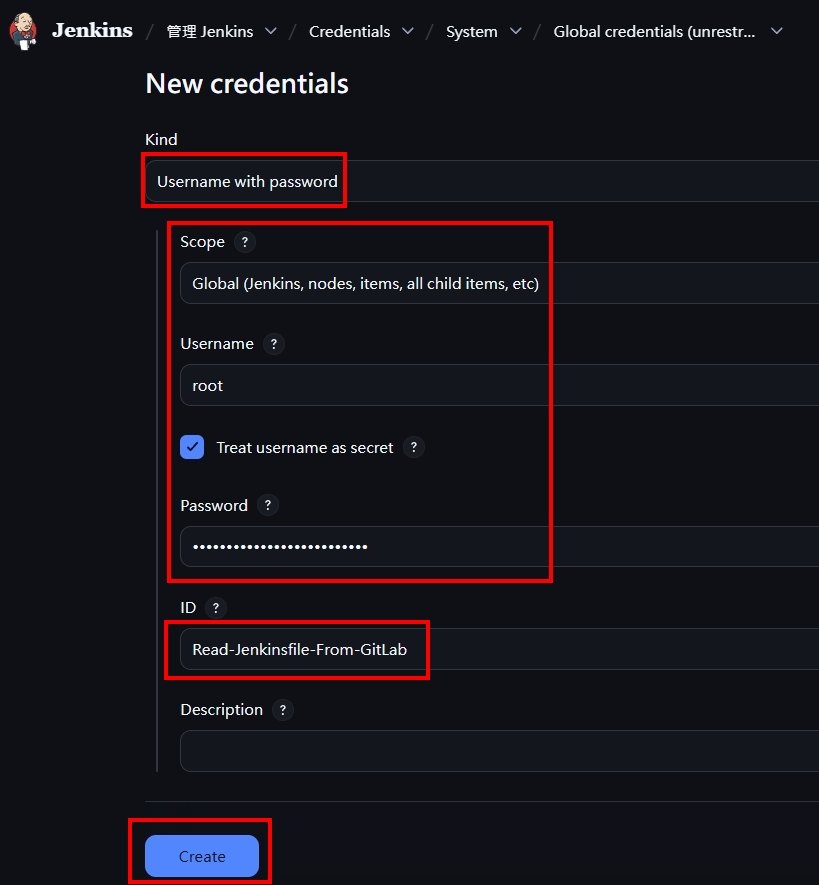 Jenkins / 管理 Jenkins / Credentials / System / Global credentials (unrestr...
New credentials
Kind
Username with password
Scope ?
Global (Jenkins, nodes, items, all child items, etc)
Username ?
root
Treat username as secret ?
Password ?
••••••••••••••••••••••••••
ID ?
Read-Jenkinsfile-From-GitLab
Description ?
Create